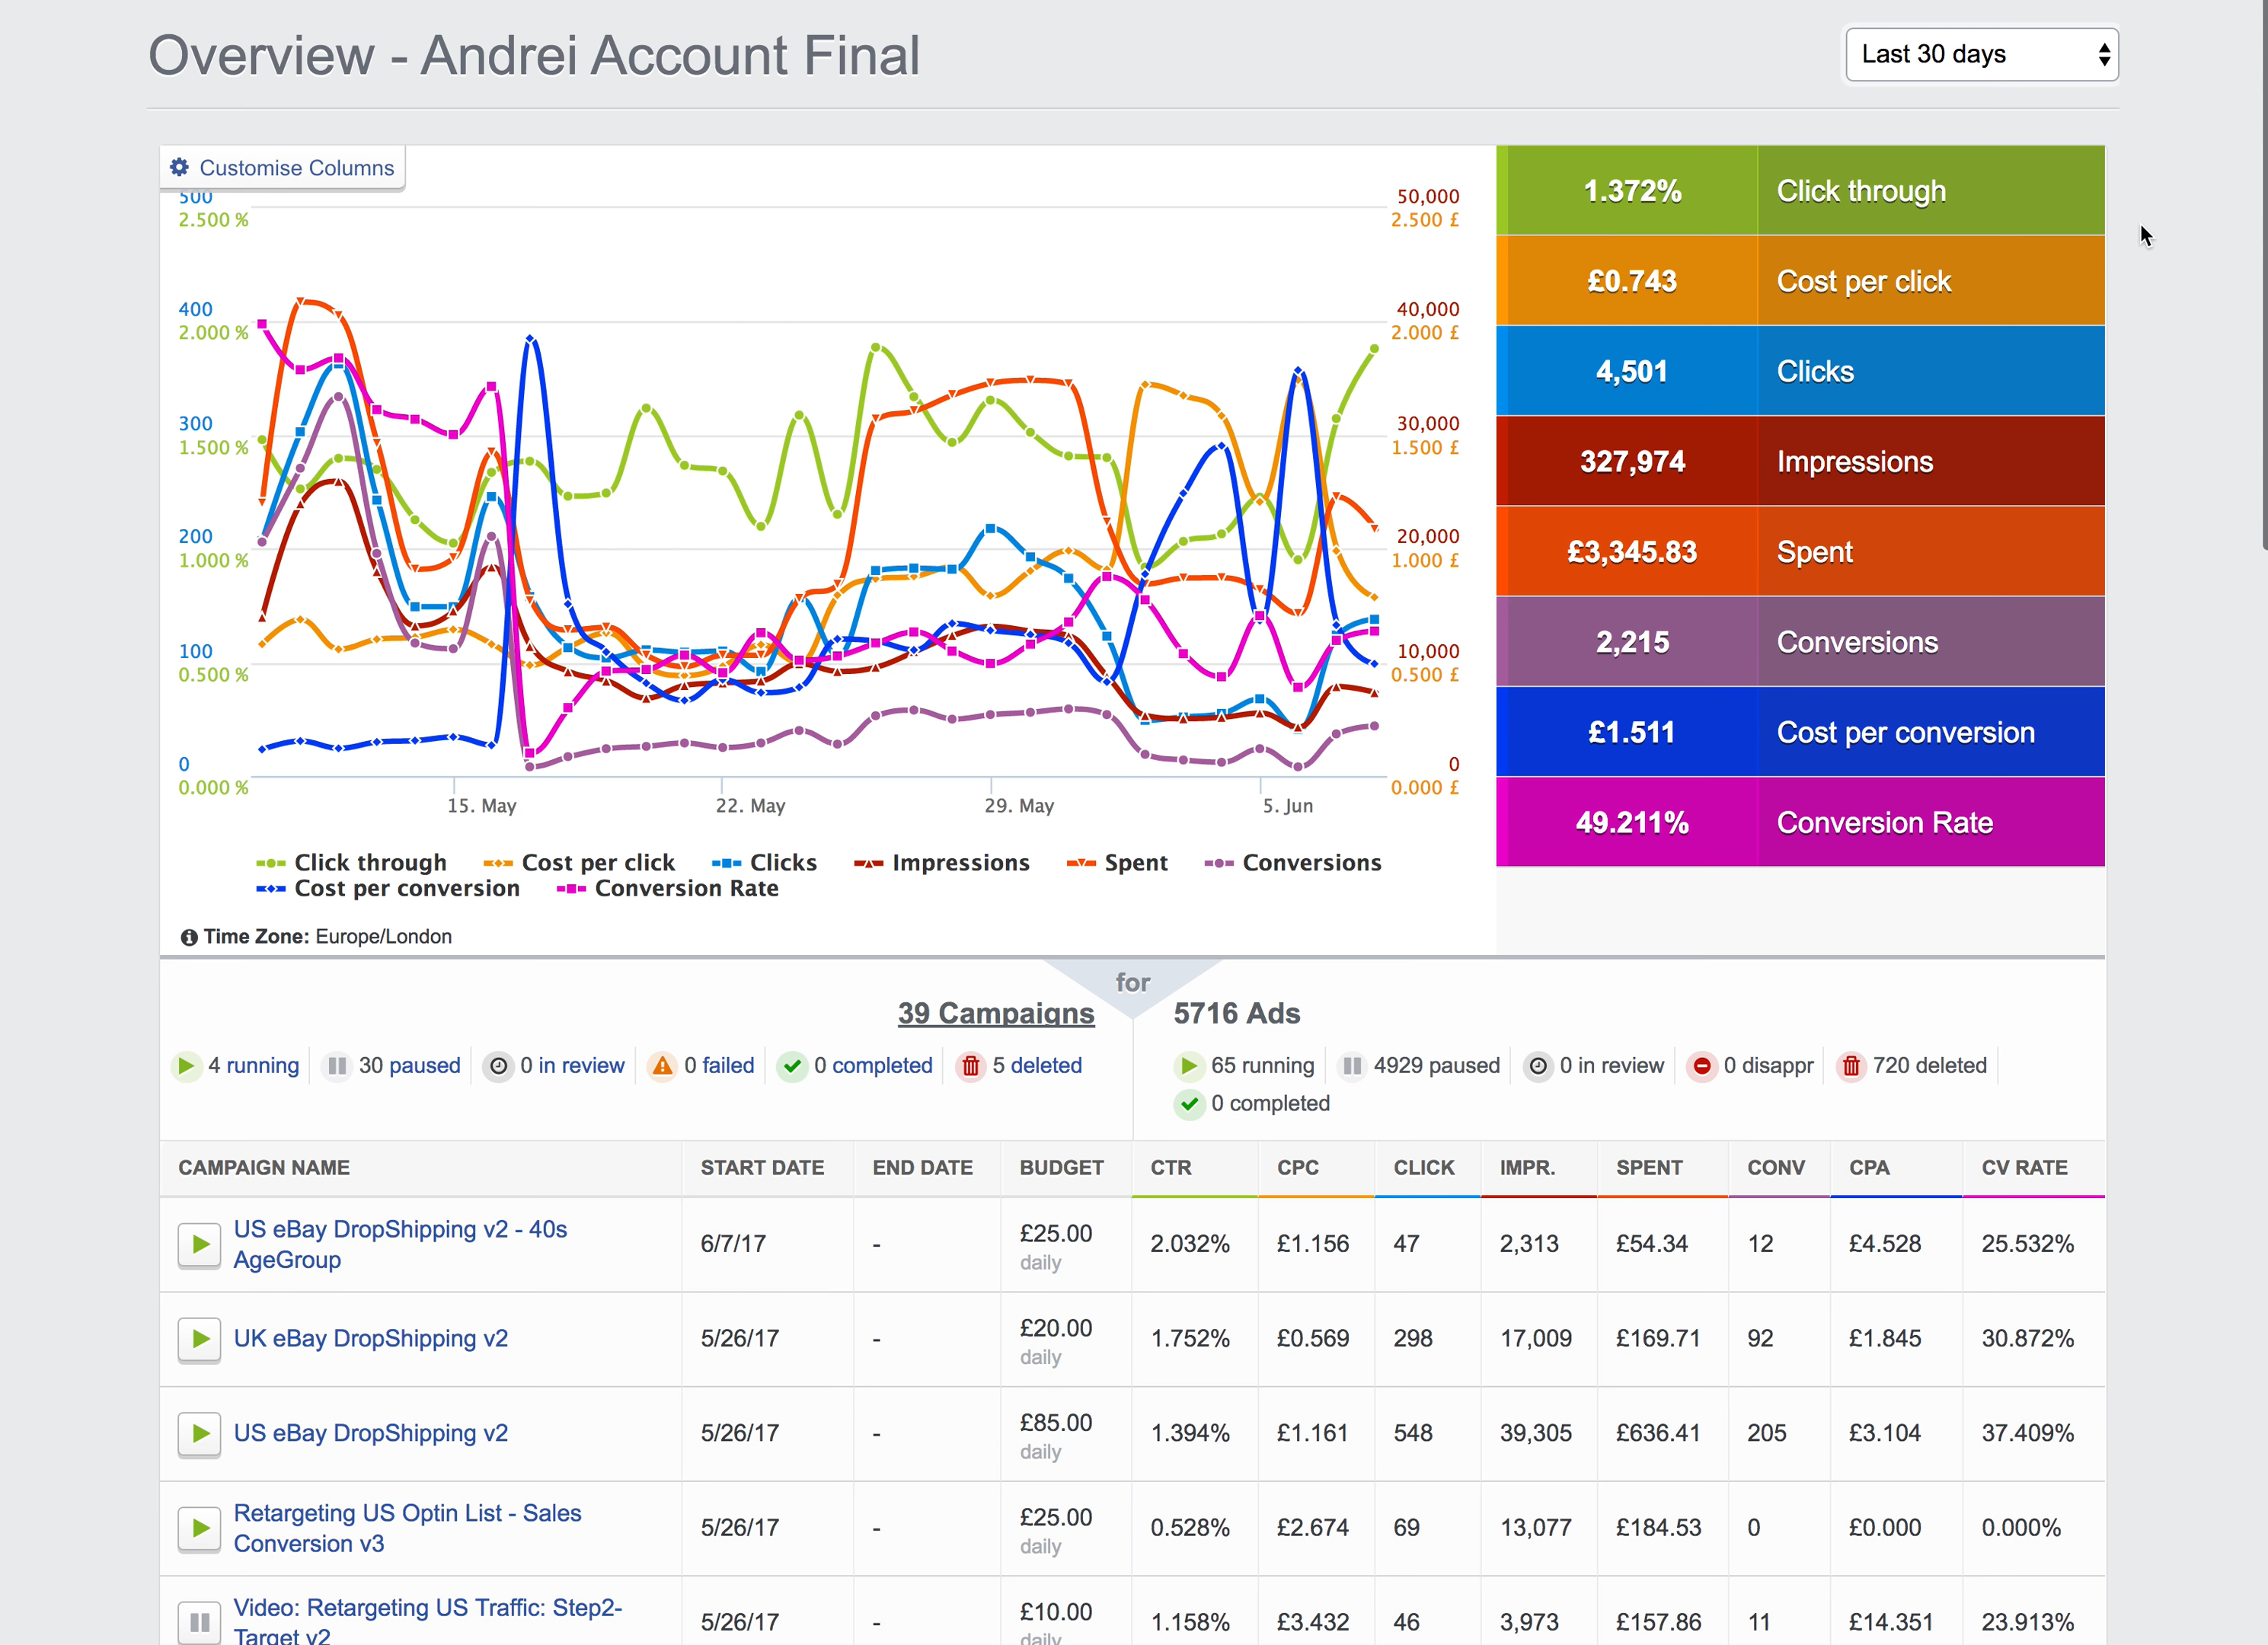 Overview - Andrei Account Final
Last 30 days
Customise Columns
500
2.500 %
50,000
2.500 £
400
2.000 %
40,000
2.000 £
300
1.500 %
30,000
1.500 £
200
1.000 %
20,000
1.000 £
100
0.500 %
10,000
0.500 £
0
0.000 %
0
0.000 £
15. May
22. May
29. May
5. Jun
Click through
Cost per click
Clicks
Impressions
Spent
Conversions
Cost per conversion
Conversion Rate
Time Zone: Europe/London
1.372% Click through
£0.743 Cost per click
4,501 Clicks
327,974 Impressions
£3,345.83 Spent
2,215 Conversions
£1.511 Cost per conversion
49.211% Conversion Rate
for
39 Campaigns
4 running 30 paused 0 in review 0 failed 0 completed 5 deleted
5716 Ads
65 running 4929 paused 0 in review 0 disappr 720 deleted
0 completed
CAMPAIGN NAME START DATE END DATE BUDGET CTR CPC CLICK IMPR. SPENT CONV CPA CV RATE
US eBay DropShipping v2 - 40s
AgeGroup
6/7/17 - £25.00 2.032% £1.156 47 2,313 £54.34 12 £4.528 25.532%
daily
UK eBay DropShipping v2 5/26/17 - £20.00 1.752% £0.569 298 17,009 £169.71 92 £1.845 30.872%
daily
US eBay DropShipping v2 5/26/17 - £85.00 1.394% £1.161 548 39,305 £636.41 205 £3.104 37.409%
daily
Retargeting US Optin List - Sales
Conversion v3
5/26/17 - £25.00 0.528% £2.674 69 13,077 £184.53 0 £0.000 0.000%
daily
Video: Retargeting US Traffic: Step2-
Target v2
5/26/17 - £10.00 1.158% £3.432 46 3,973 £157.86 11 £14.351 23.913%
daily